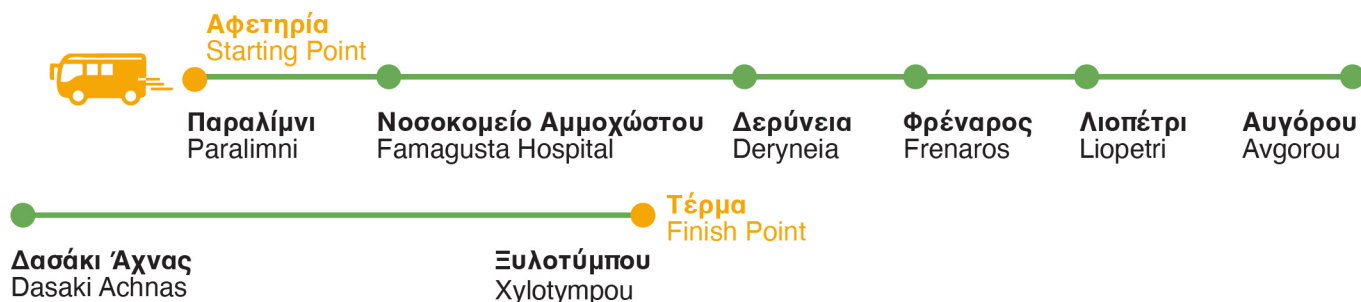 Αφετηρία
Starting Point
Παραλίμνι
Paralimni
Νοσοκομείο Αμμοχώστου
Famagusta Hospital
Δερύνεια
Deryneia
Φρέναρος
Frenaros
Λιοπέτρι
Liopetri
Αυγόρου
Avgorou
Δασάκι Άχνας
Dasaki Achnas
Ξυλοτύμπου
Xylotympou
Τέρμα
Finish Point